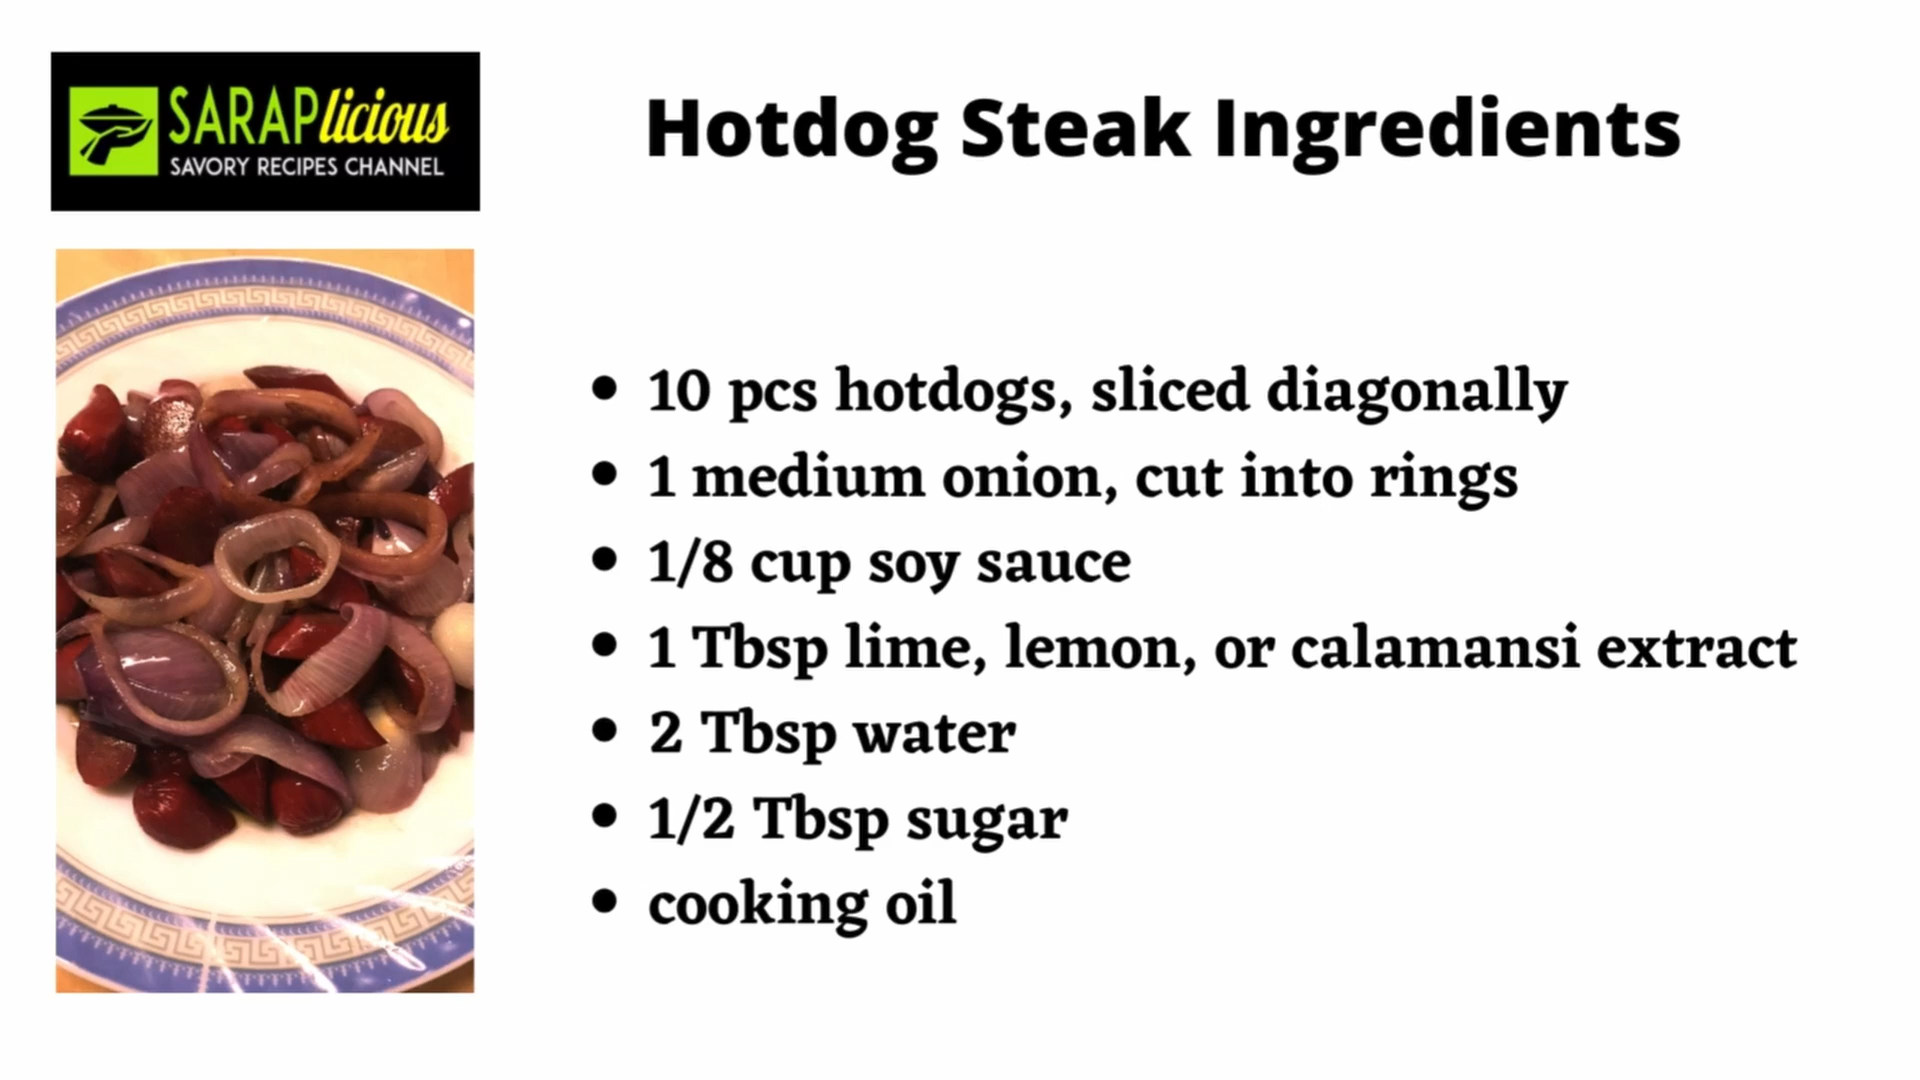 SARAPlicious
SAVORY RECIPES CHANNEL
Hotdog Steak Ingredients
• 10 pcs hotdogs, sliced diagonally
• 1 medium onion, cut into rings
• 1/8 cup soy sauce
• 1 Tbsp lime, lemon, or calamansi extract
• 2 Tbsp water
• 1/2 Tbsp sugar
• cooking oil